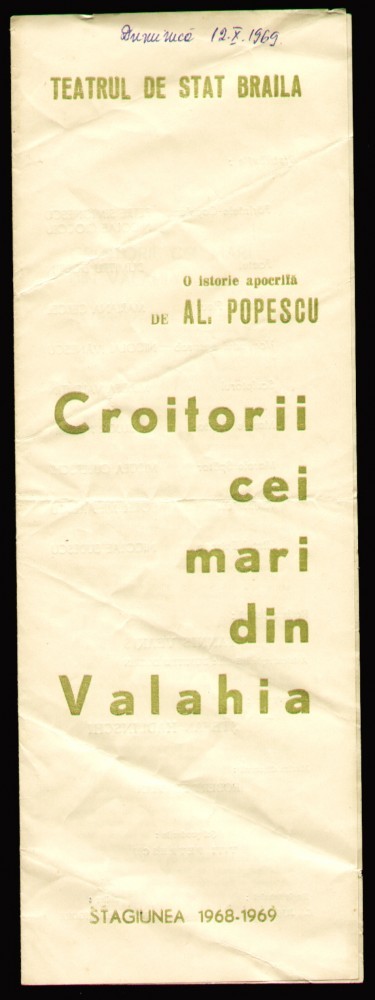 Duminică 12.X.1969
TEATRUL DE STAT BRAILA
O istorie apocrifă
DE AL. POPESCU
Croitorii
cei
mari
din
Valahia
STAGIUNEA 1968-1969